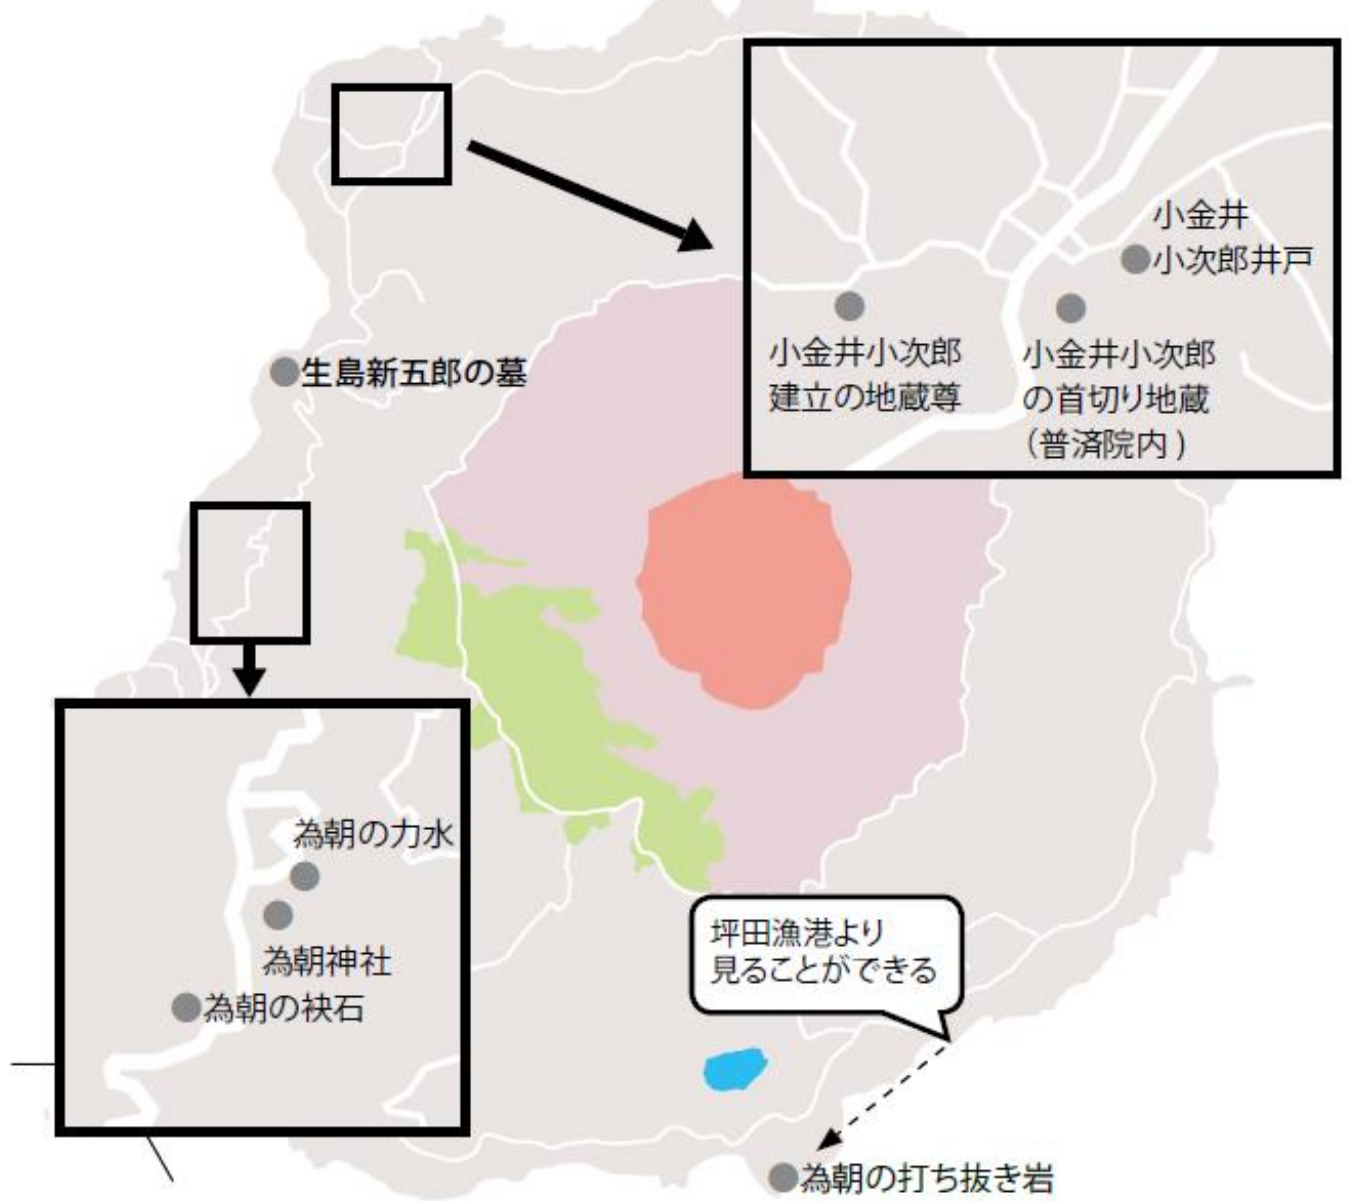 小金井
小次郎井戸
小金井小次郎
建立の地蔵尊
小金井小次郎
の首切り地蔵
(普済院内)
生島新五郎の墓
為朝の力水
為朝神社
為朝の袂石
坪田漁港より
見ることができる
為朝の打ち抜き岩